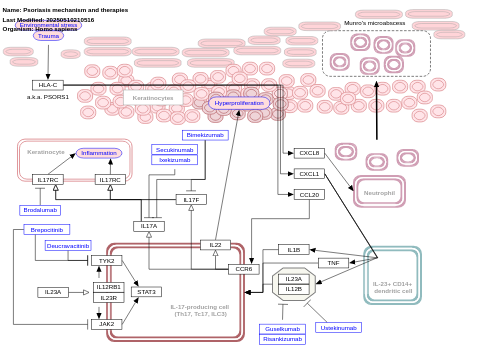 Name: Psoriasis mechanism and therapies
Last Modified: 20250510210516
Organism: Homo sapiens
Environmental stress
Trauma
Munro's microabscess
HLA-C
a.k.a. PSORS1
Keratinocytes
Hyperproliferation
Bimekizumab
Secukinumab
Ixekizumab
Keratinocyte
Inflammation
IL17RC
IL17RC
CXCL8
CXCL1
CCL20
Neutrophil
Brodalumab
IL17F
IL17A
Brepocitinib
Deucravacitinib
IL22
IL1B
TNF
TYK2
CCR6
IL23A
IL12B
IL-23+ CD14+
dendritic cell
IL23A
IL12RB1
IL23R
STAT3
IL-17-producing cell
(Th17, Tc17, ILC3)
JAK2
Guselkumab
Risankizumab
Ustekinumab